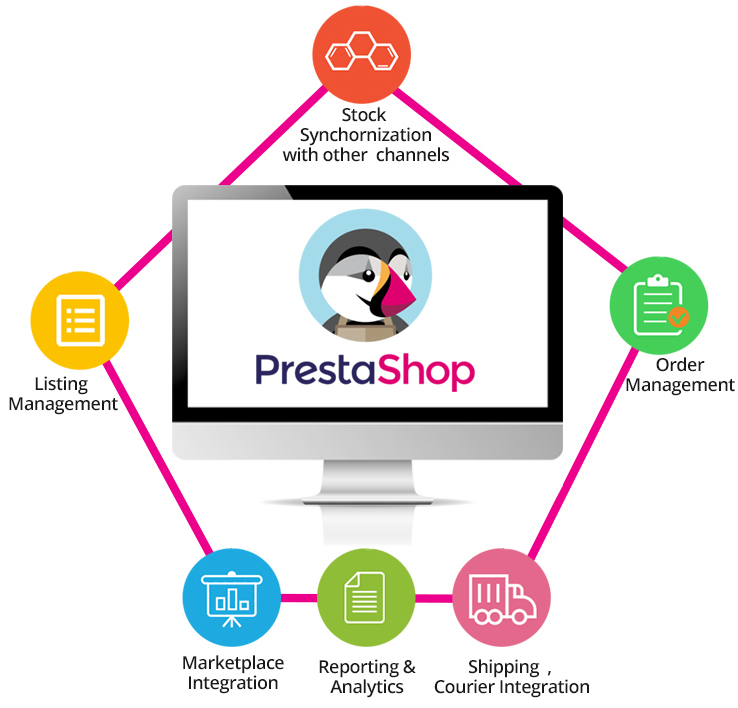 Stock
Synchornization
with other channels
PrestaShop
Listing
Management
Order
Management
Marketplace
Integration
Reporting &
Analytics
Shipping ,
Courier Integration